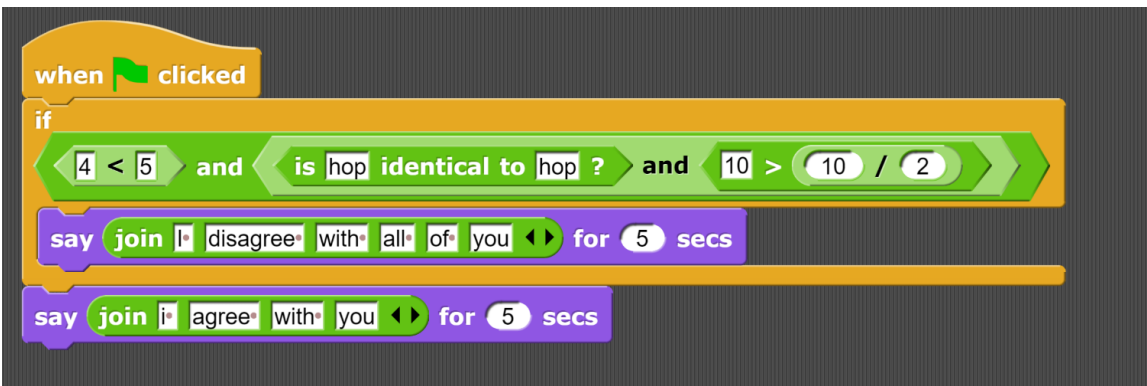 when clicked
if
4 < 5 and is hop identical to hop ? and 10 > 10 / 2
say join I disagree with all of you for 5 secs
say join i agree with you for 5 secs